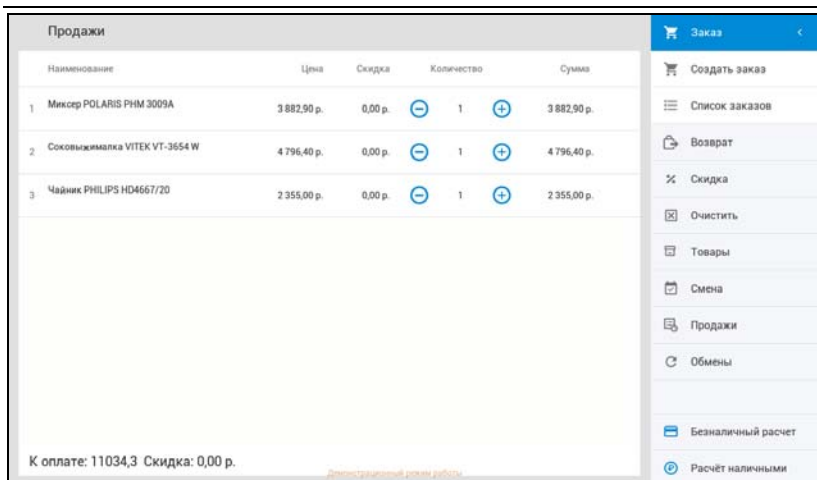 Продажи
Наименование Цена Скидка Количество Сумма
1 Миксер POLARIS PHM 3009A 3 882,90 р. 0,00 р. 1 3 882,90 р.
2 Соковыжималка VITEK VT-3654 W 4 796,40 р. 0,00 р. 1 4 796,40 р.
3 Чайник PHILIPS HD4667/20 2 355,00 р. 0,00 р. 1 2 355,00 р.
К оплате: 11034,3 Скидка: 0,00 р.
Демонстрационный режим работы
Заказ
Создать заказ
Список заказов
Возврат
Скидка
Очистить
Товары
Смена
Продажи
Обмены
Безналичный расчет
Расчёт наличными